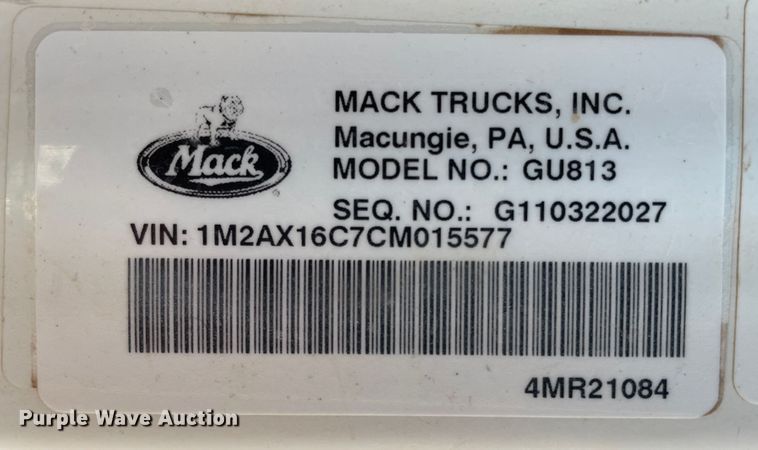 Mack
MACK TRUCKS, INC.
Macungie, PA, U.S.A.
MODEL NO.: GU813
SEQ. NO.: G110322027
VIN: 1M2AX16C7CM015577
4MR21084
Purple Wave Auction